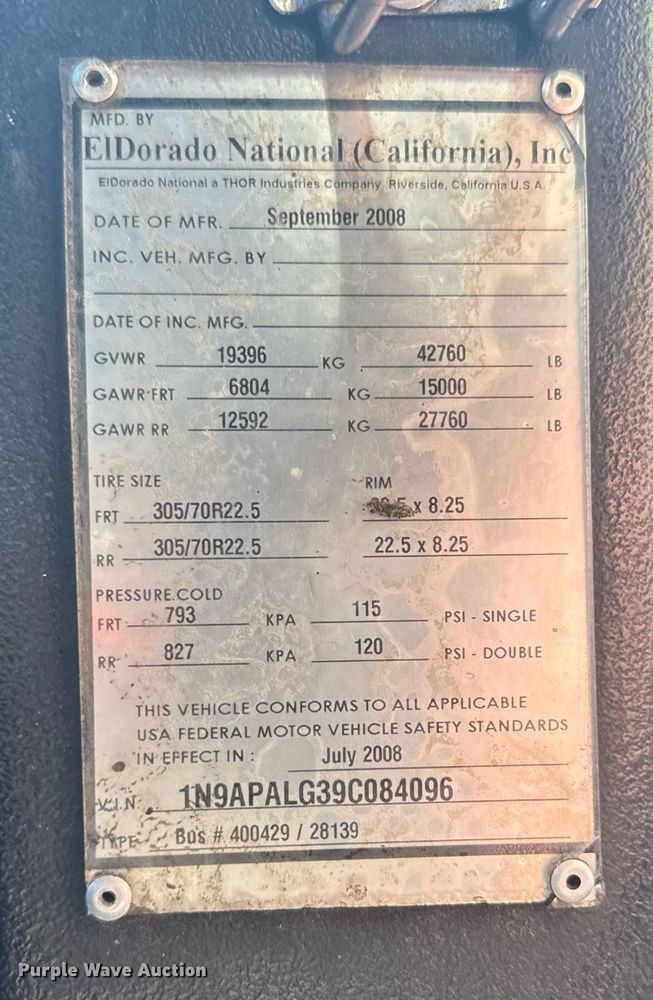 MFD. BY
ElDorado National (California), Inc
ElDorado National a THOR Industries Company Riverside, California U.S.A.
DATE OF MFR. September 2008
INC. VEH. MFG. BY
DATE OF INC. MFG.
GVWR 19396 KG 42760 LB
GAWR FRT 6804 KG 15000 LB
GAWR RR 12592 KG 27760 LB
TIRE SIZE RIM
FRT 305/70R22.5 x 8.25
RR 305/70R22.5 22.5 x 8.25
PRESSURE.COLD
FRT 793 KPA 115 PSI - SINGLE
RR 827 KPA 120 PSI - DOUBLE
THIS VEHICLE CONFORMS TO ALL APPLICABLE
USA FEDERAL MOTOR VEHICLE SAFETY STANDARDS
IN EFFECT IN : July 2008
V.I.N. 1N9APALG39C084096
TYPE Bus # 400429 / 28139
Purple Wave Auction